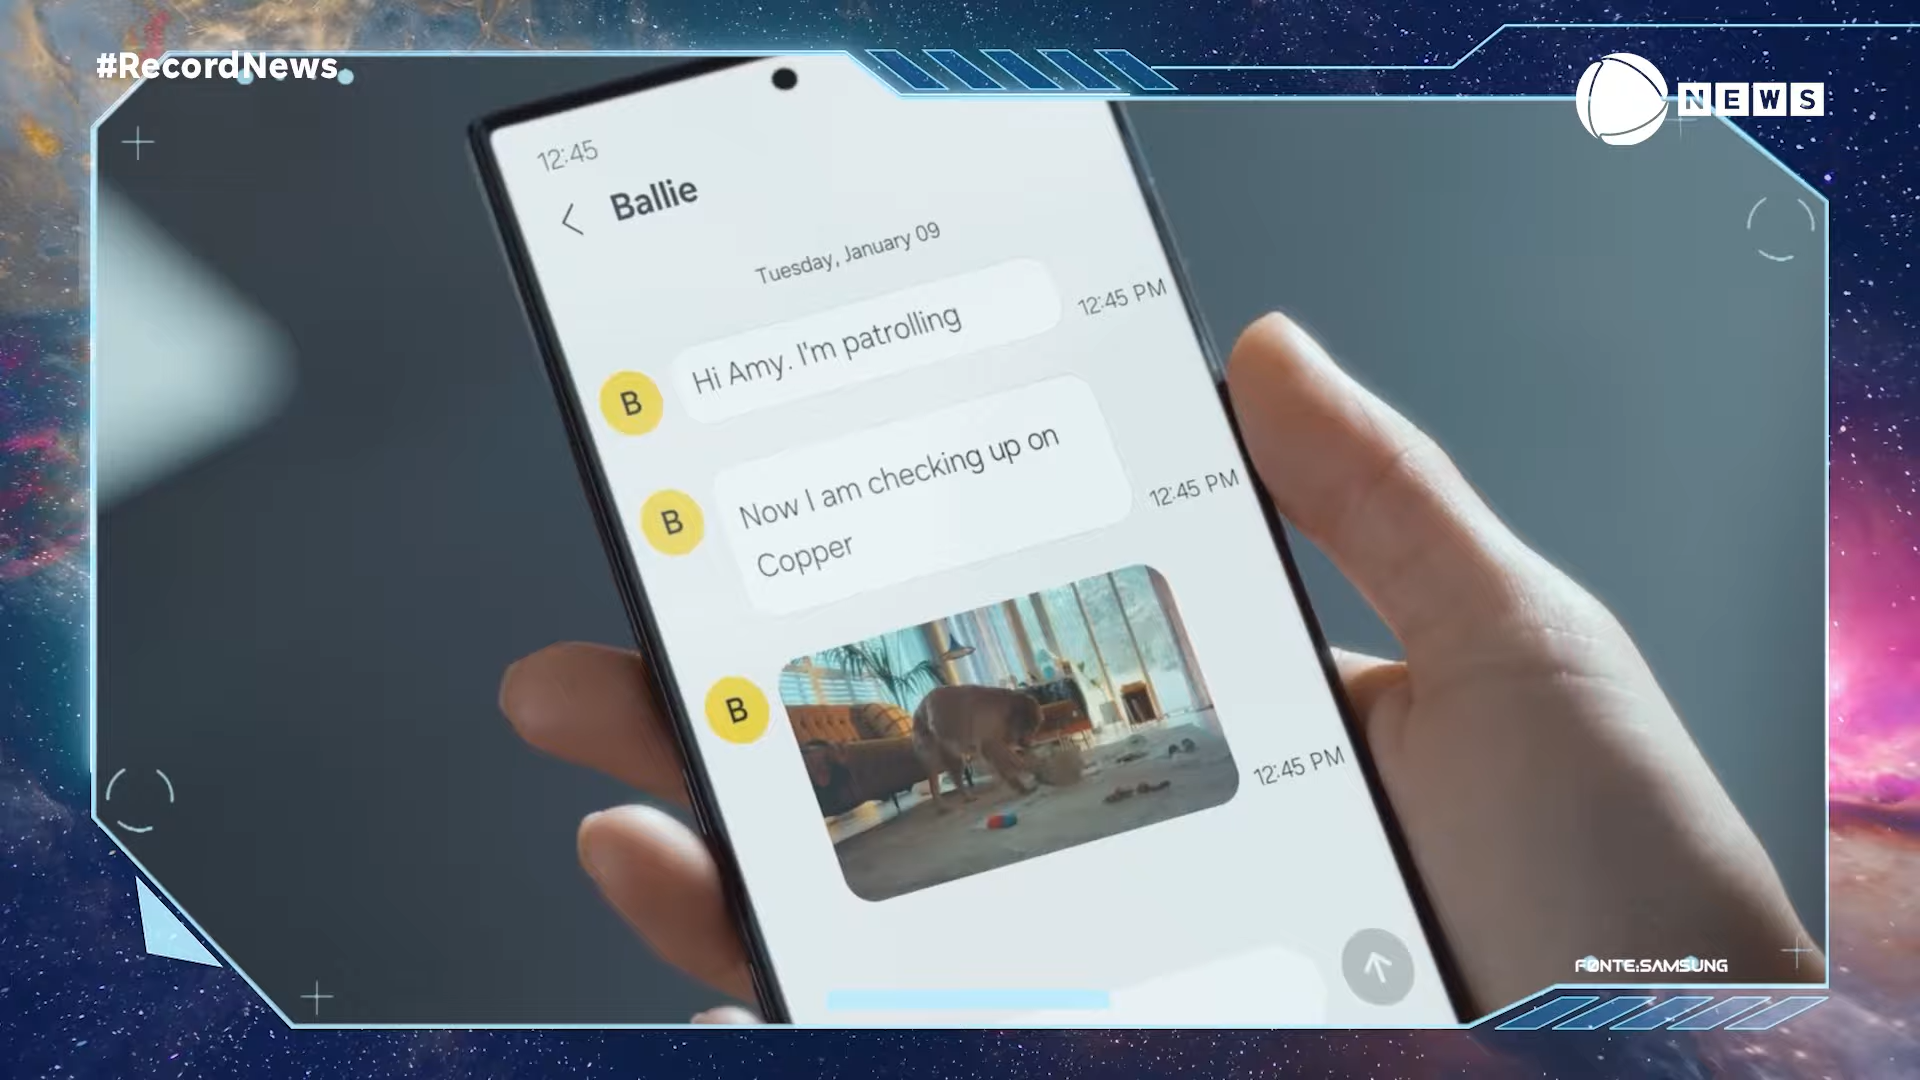 #RecordNews
NEWS
12:45
Ballie
Tuesday, January 09
Hi Amy. I'm patrolling
12:45 PM
B
Now I am checking up on
Copper
12:45 PM
B
B
12:45 PM
FONTE:SAMSUNG